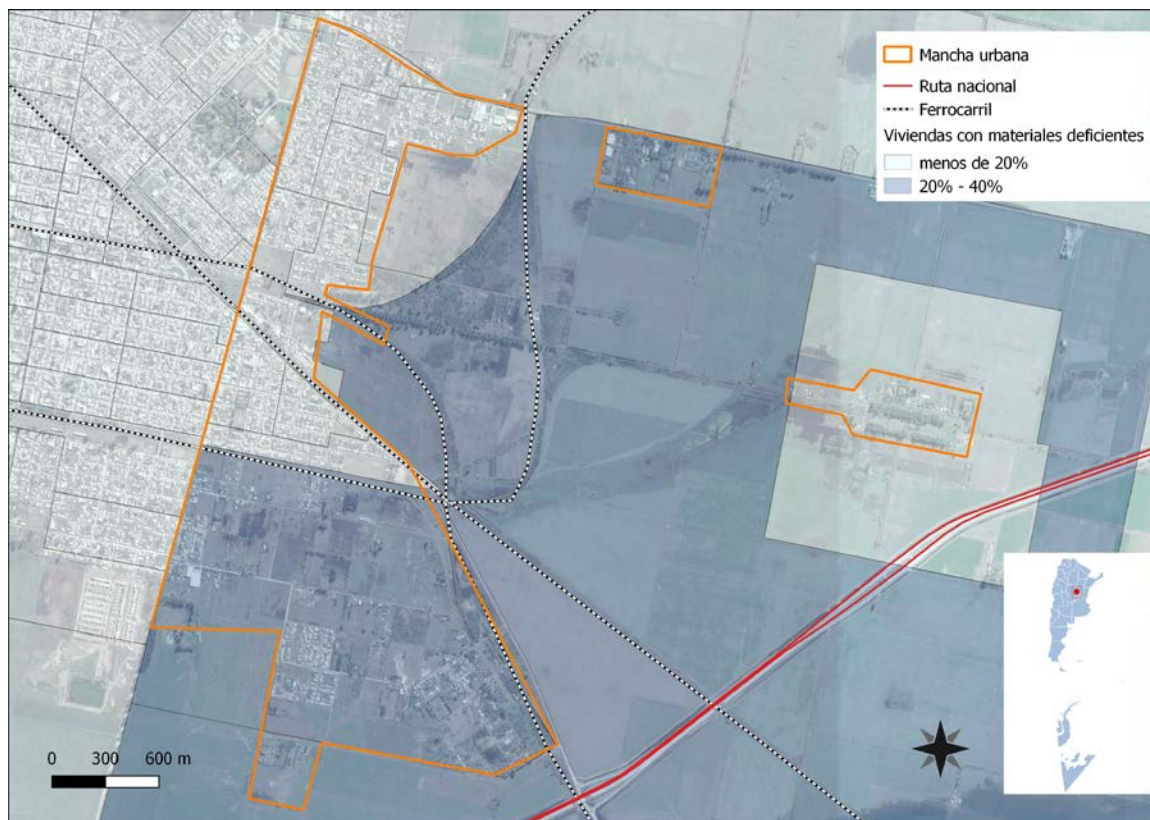 Mancha urbana
Ruta nacional
Ferrocarril
Viviendas con materiales deficientes
menos de 20%
20% - 40%
0 300 600 m